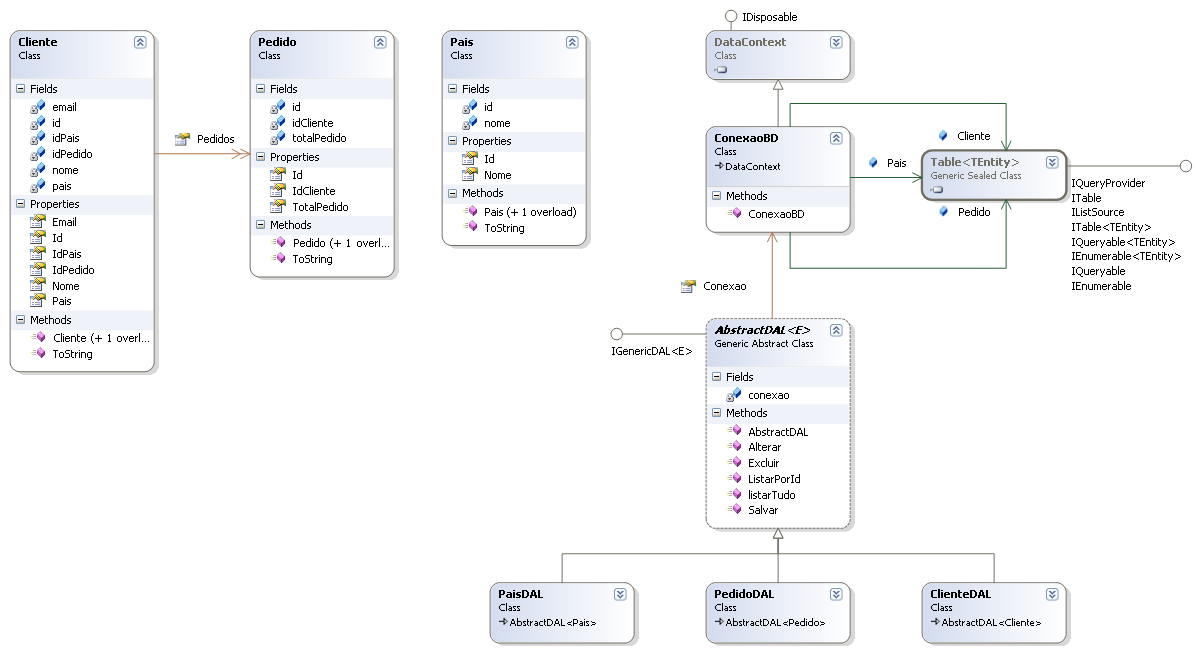 Cliente
Class
Fields
email
id
idPais
idPedido
nome
pais
Properties
Email
Id
IdPais
IdPedido
Nome
Pais
Methods
Cliente (+ 1 overl...
ToString
Pedidos
Pedido
Class
Fields
id
idCliente
totalPedido
Properties
Id
IdCliente
TotalPedido
Methods
Pedido (+ 1 overl...
ToString
Pais
Class
Fields
id
nome
Properties
Id
Nome
Methods
Pais (+ 1 overload)
ToString
IDisposable
DataContext
Class
ConexaoBD
Class
DataContext
Methods
ConexaoBD
Cliente
Pais
Pedido
Table<TEntity>
Generic Sealed Class
IQueryProvider
ITable
IListSource
ITable<TEntity>
IQueryable<TEntity>
IEnumerable<TEntity>
IQueryable
IEnumerable
Conexao
IGenericDAL<E>
AbstractDAL<E>
Generic Abstract Class
Fields
conexao
Methods
AbstractDAL
Alterar
Excluir
ListarPorId
listarTudo
Salvar
PaisDAL
Class
AbstractDAL<Pais>
PedidoDAL
Class
AbstractDAL<Pedido>
ClienteDAL
Class
AbstractDAL<Cliente>